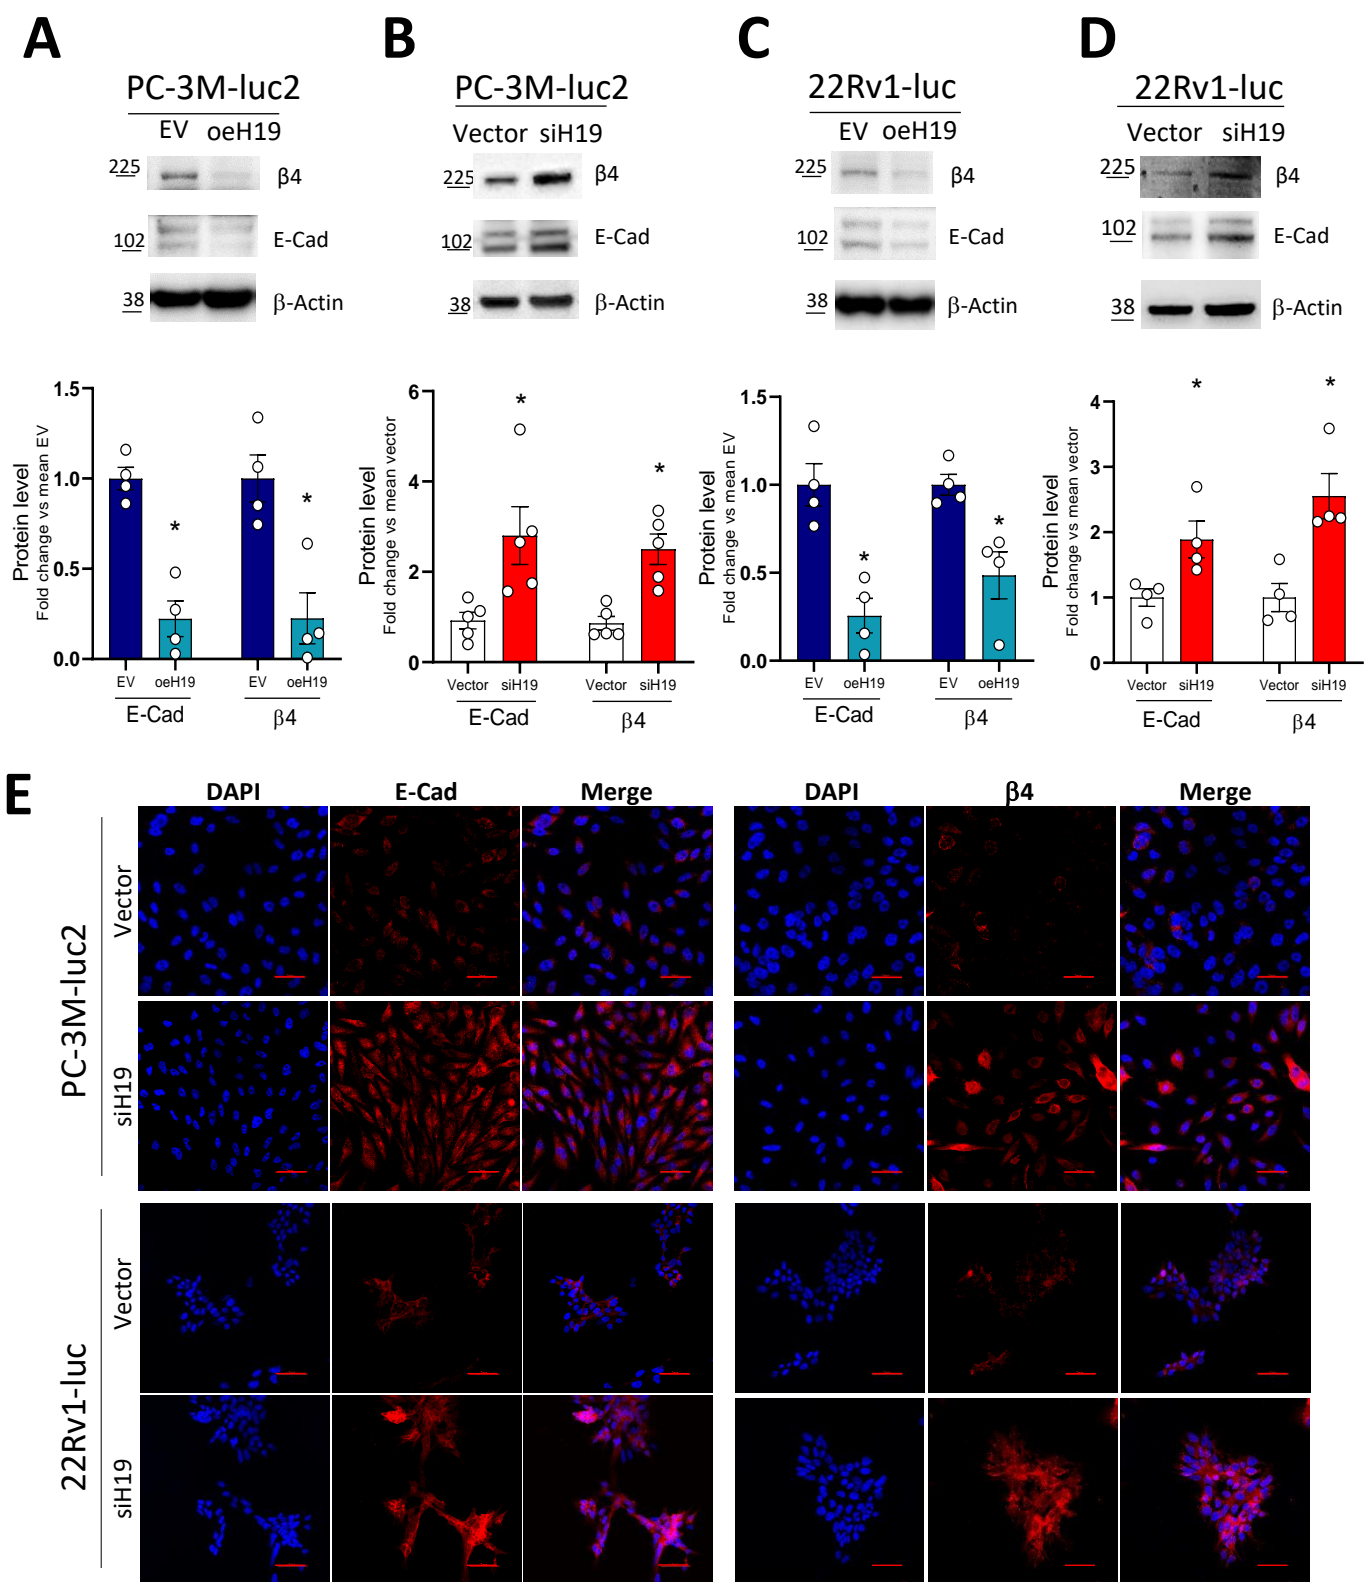 A B C D
PC-3M-luc2 PC-3M-luc2 22Rv1-luc 22Rv1-luc
EV oeH19 Vector siH19 EV oeH19 Vector siH19
225 β4 225 β4 225 β4 225 β4
102 E-Cad 102 E-Cad 102 E-Cad 102 E-Cad
38 β-Actin 38 β-Actin 38 β-Actin 38 β-Actin
Protein level
Fold change vs mean EV
1.5
1.0
0.5
0.0
* *
EV oeH19 EV oeH19
E-Cad β4
Protein level
Fold change vs mean vector
6
4
2
0
* *
Vector siH19 Vector siH19
E-Cad β4
Protein level
Fold change vs mean EV
1.5
1.0
0.5
0.0
* *
EV oeH19 EV oeH19
E-Cad β4
Protein level
Fold change vs mean vector
4
3
2
1
0
* *
Vector siH19 Vector siH19
E-Cad β4
E
DAPI E-Cad Merge DAPI β4 Merge
PC-3M-luc2
Vector
siH19
22Rv1-luc
Vector
siH19